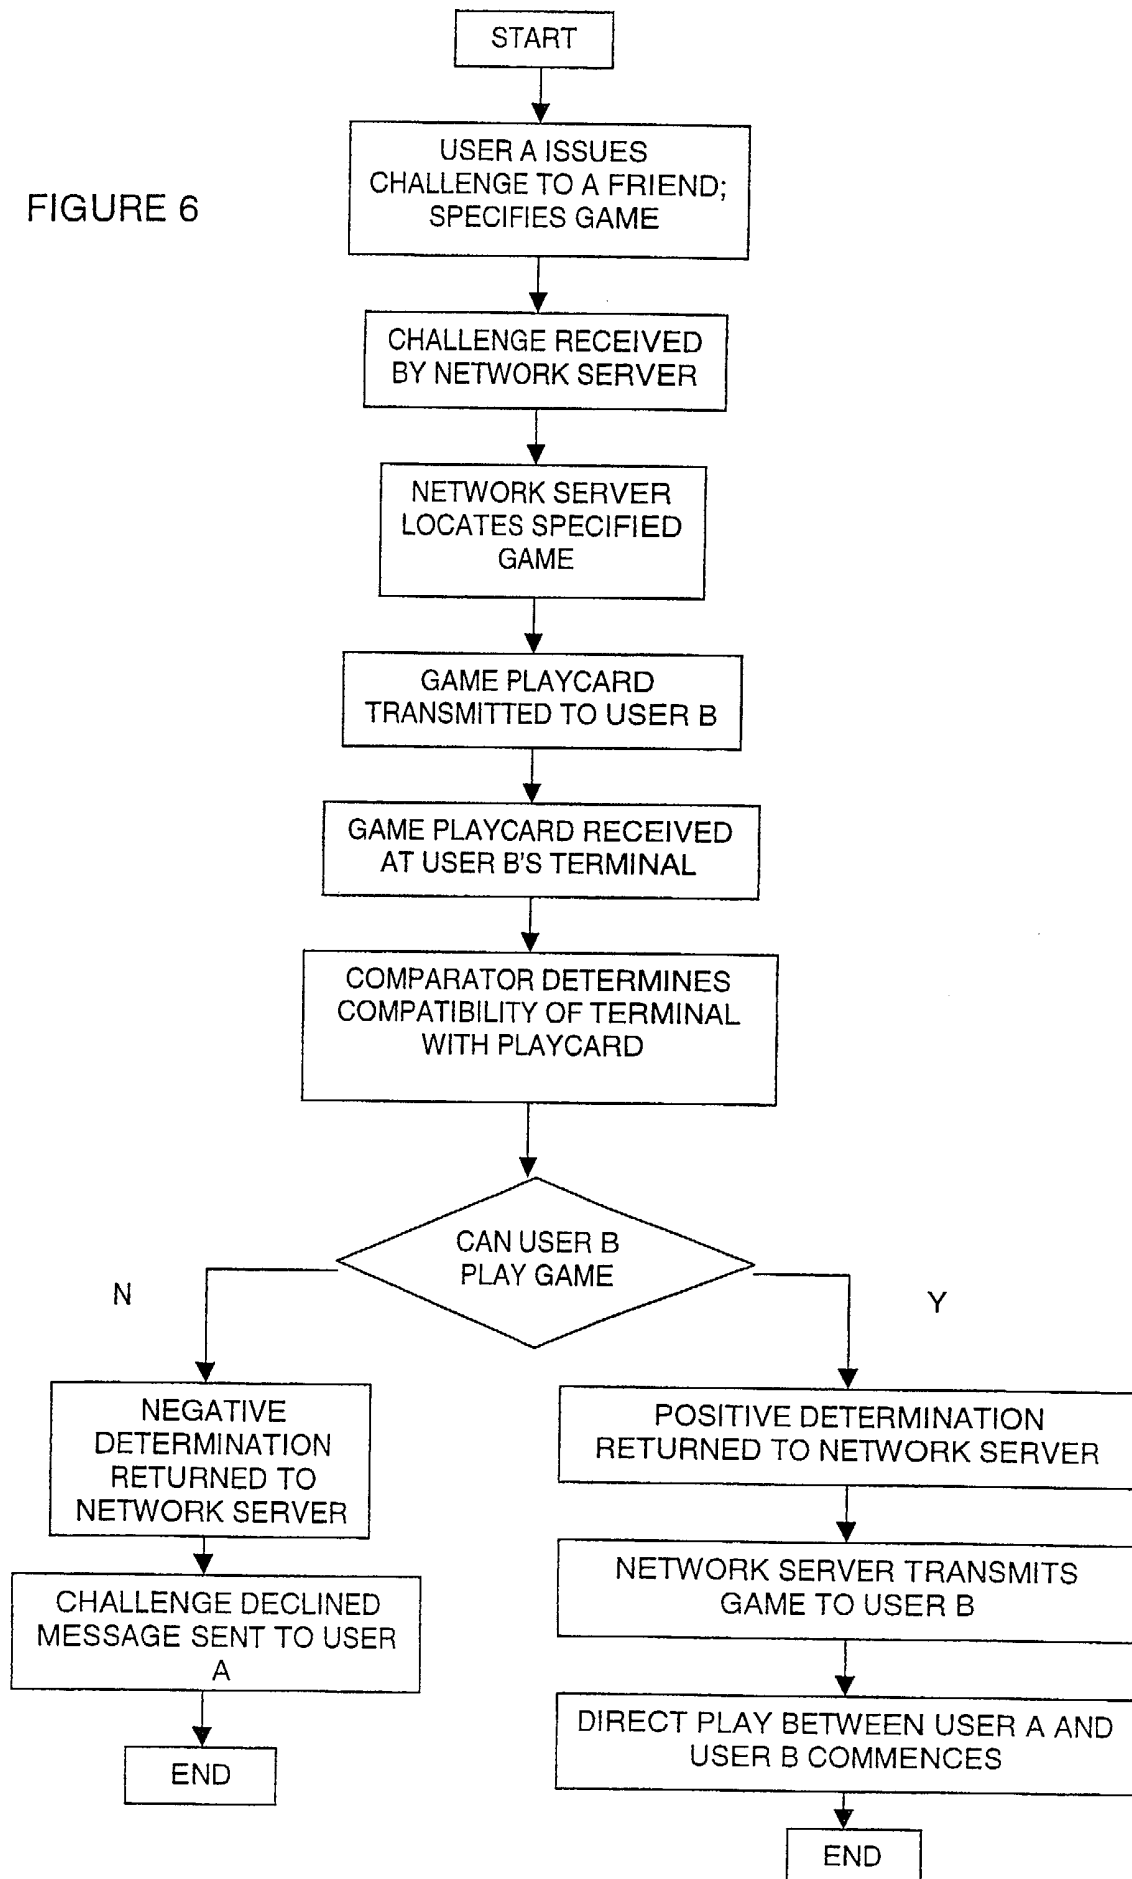 START
FIGURE 6
USER A ISSUES
CHALLENGE TO A FRIEND;
SPECIFIES GAME
CHALLENGE RECEIVED
BY NETWORK SERVER
NETWORK SERVER
LOCATES SPECIFIED
GAME
GAME PLAYCARD
TRANSMITTED TO USER B
GAME PLAYCARD RECEIVED
AT USER B'S TERMINAL
COMPARATOR DETERMINES
COMPATIBILITY OF TERMINAL
WITH PLAYCARD
CAN USER B
PLAY GAME
N
Y
NEGATIVE
DETERMINATION
RETURNED TO
NETWORK SERVER
CHALLENGE DECLINED
MESSAGE SENT TO USER
A
END
POSITIVE DETERMINATION
RETURNED TO NETWORK SERVER
NETWORK SERVER TRANSMITS
GAME TO USER B
DIRECT PLAY BETWEEN USER A AND
USER B COMMENCES
END